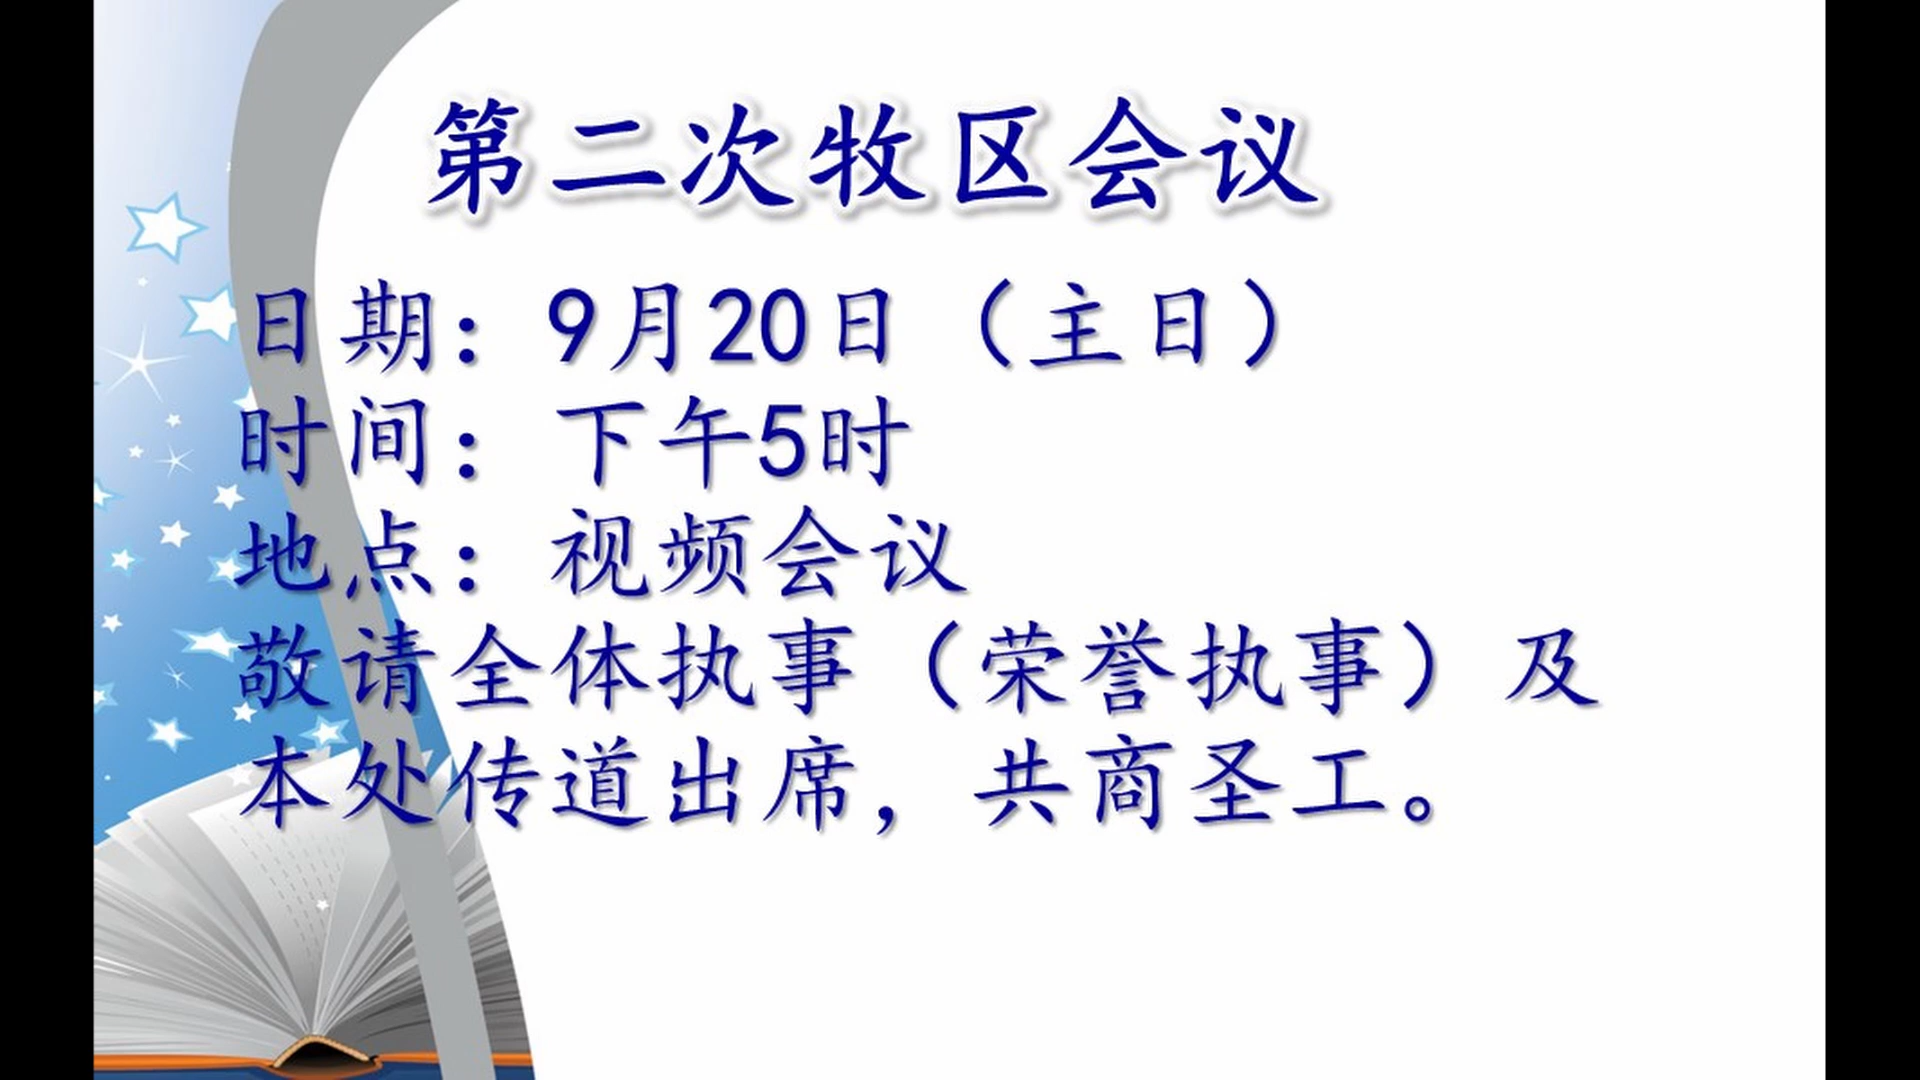 第二次牧区会议
日期：9月20日（主日）
时间：下午5时
地点：视频会议
敬请全体执事（荣誉执事）及
本处传道出席，共商圣工。